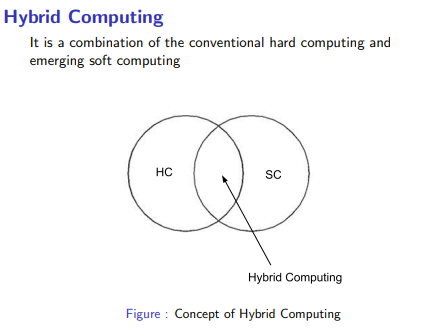 Hybrid Computing
It is a combination of the conventional hard computing and
emerging soft computing
HC
SC
Hybrid Computing
Figure : Concept of Hybrid Computing